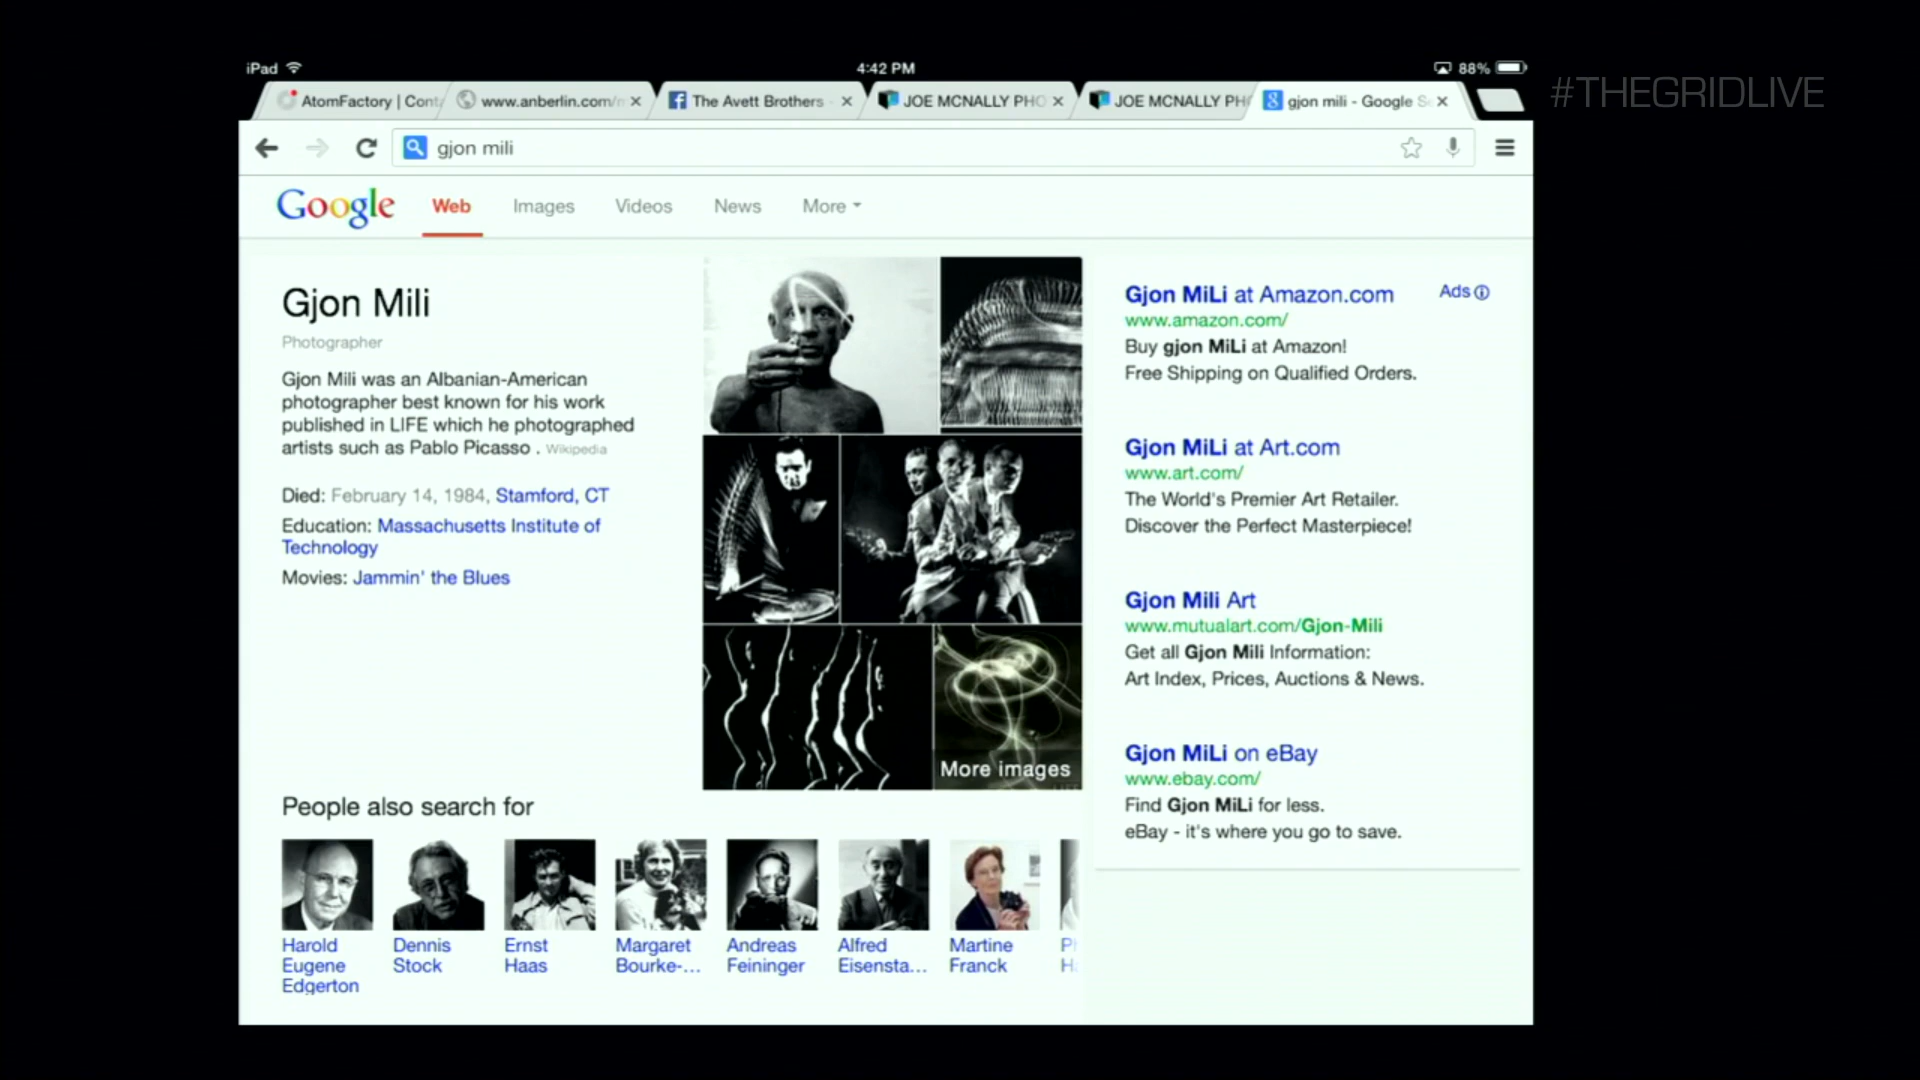 iPad
4:42 PM
88%
#THEGRIDLIVE
AtomFactory | Cont
www.anberlin.com/
The Avett Brothers
JOE MCNALLY PHO
JOE MCNALLY PH
gjon mili - Google S
gjon mili
Google
Web
Images
Videos
News
More
Gjon Mili
Photographer
Gjon Mili was an Albanian-American
photographer best known for his work
published in LIFE which he photographed
artists such as Pablo Picasso . Wikipedia
Died: February 14, 1984, Stamford, CT
Education: Massachusetts Institute of
Technology
Movies: Jammin' the Blues
More images
People also search for
Harold
Eugene
Edgerton
Dennis
Stock
Ernst
Haas
Margaret
Bourke-...
Andreas
Feininger
Alfred
Eisensta...
Martine
Franck
Gjon MiLi at Amazon.com
Ads
www.amazon.com/
Buy gjon MiLi at Amazon!
Free Shipping on Qualified Orders.
Gjon MiLi at Art.com
www.art.com/
The World's Premier Art Retailer.
Discover the Perfect Masterpiece!
Gjon Mili Art
www.mutualart.com/Gjon-Mili
Get all Gjon Mili Information:
Art Index, Prices, Auctions & News.
Gjon MiLi on eBay
www.ebay.com/
Find Gjon MiLi for less.
eBay - it's where you go to save.